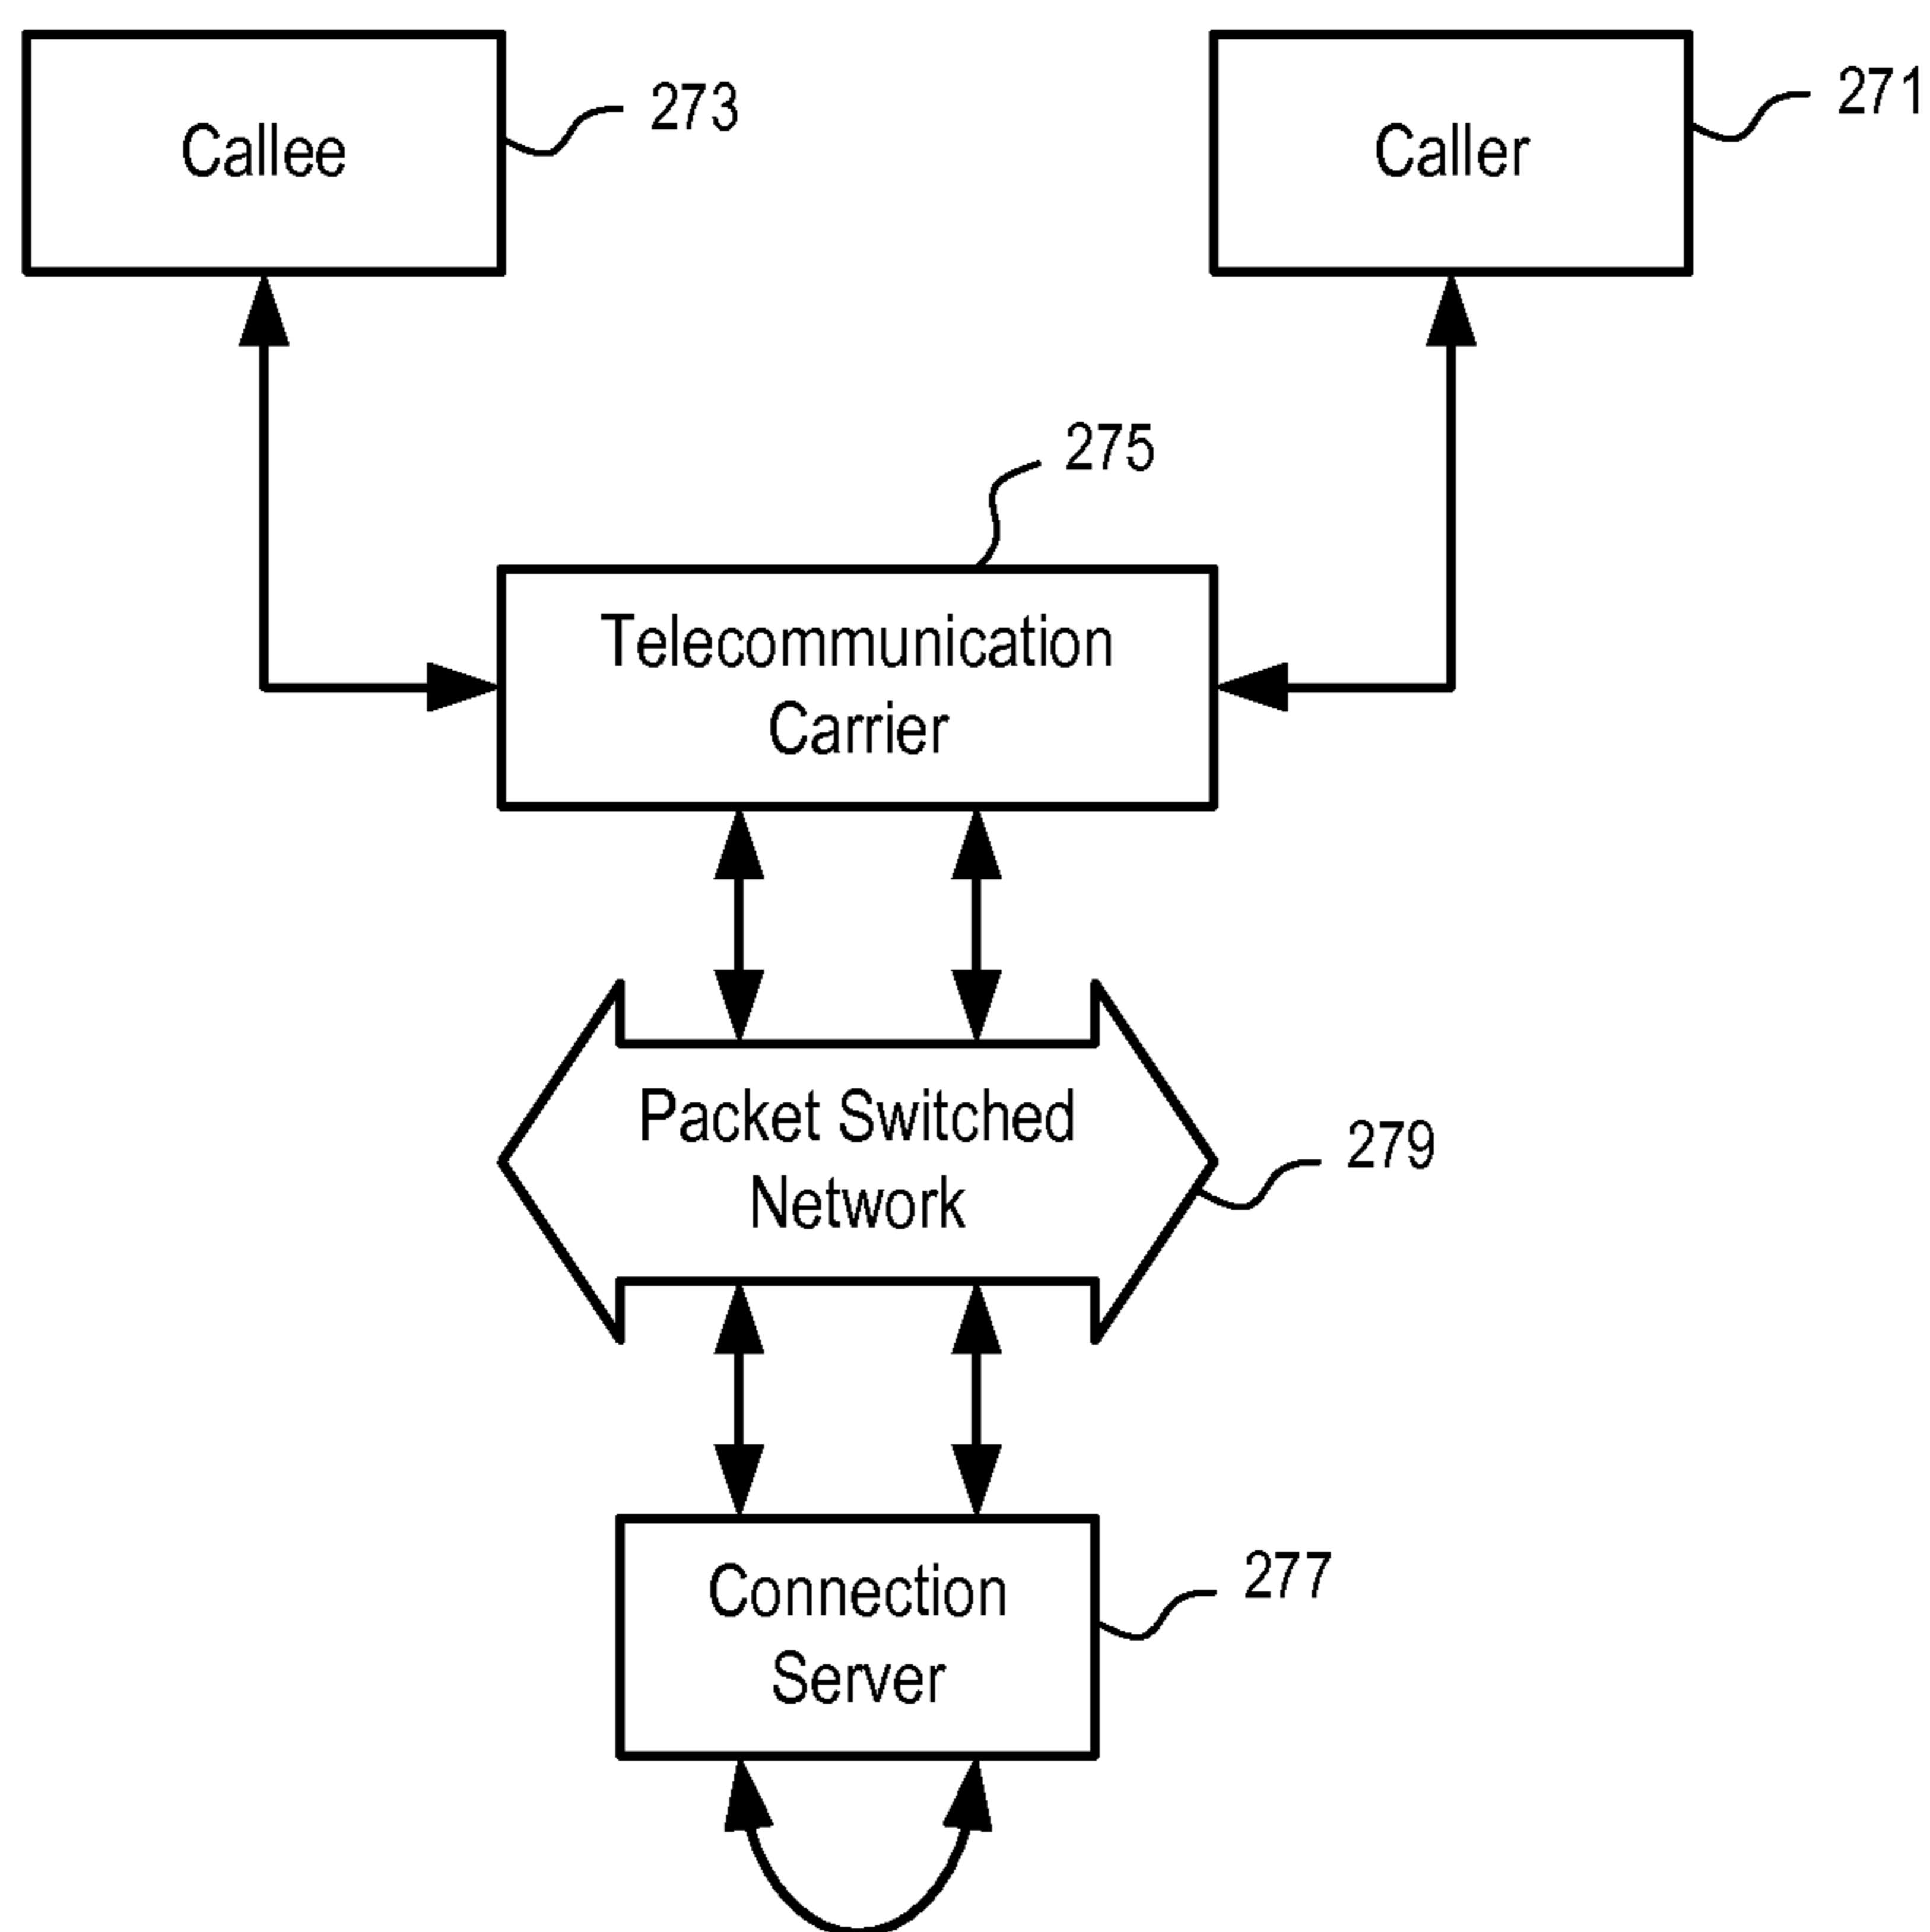 Callee
273
Caller
271
275
Telecommunication
Carrier
Packet Switched
Network
279
Connection
Server
277